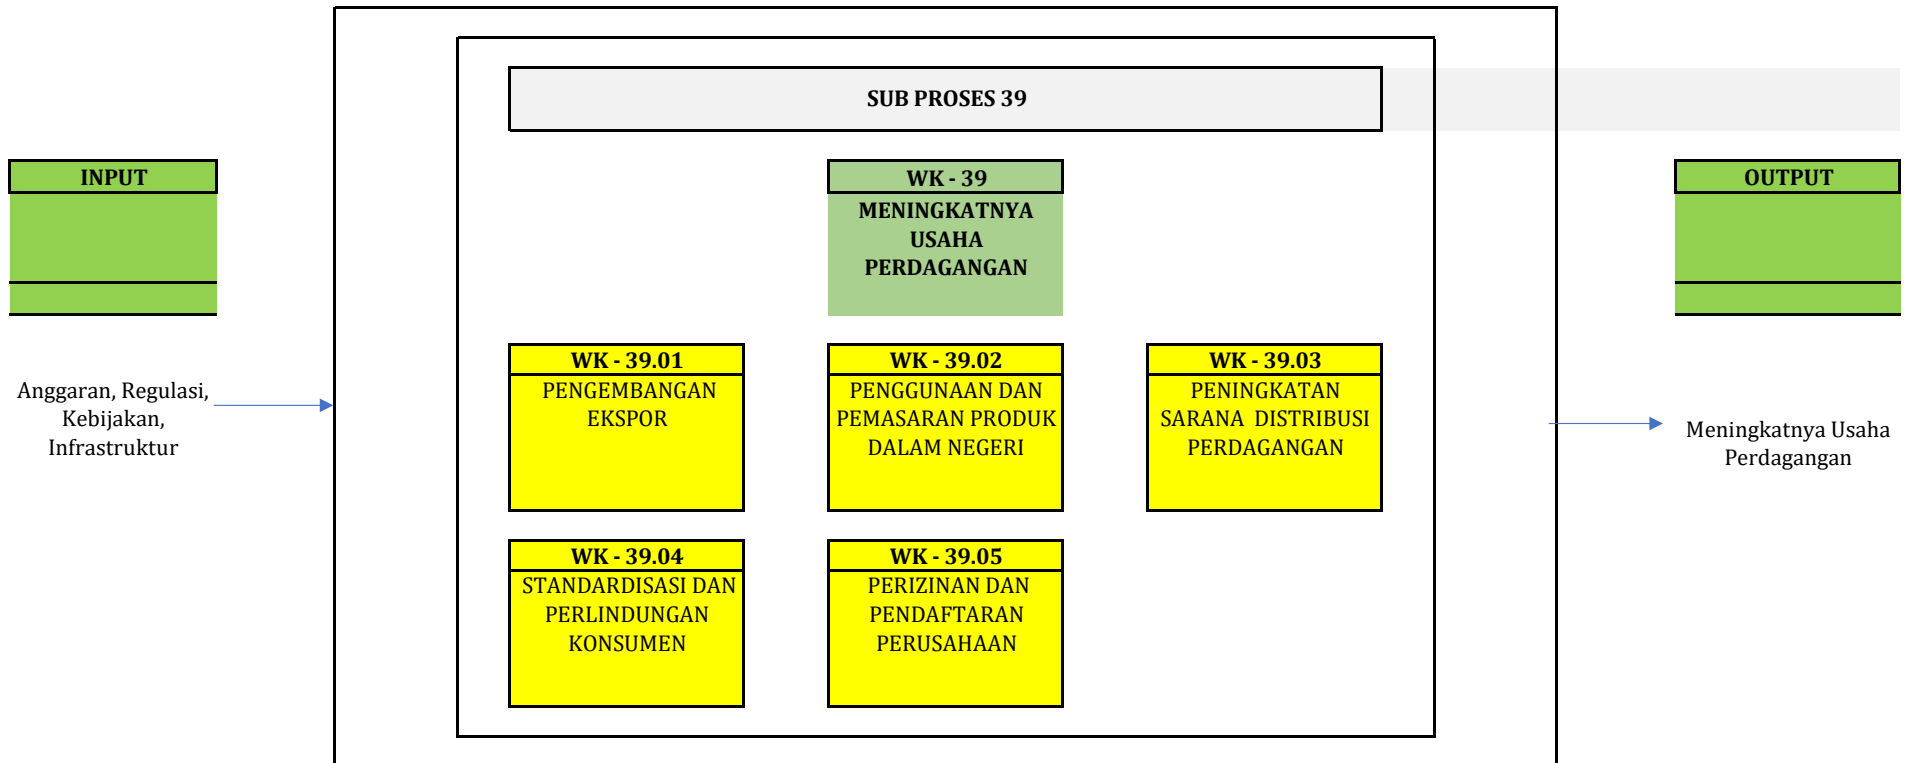 SUB PROSES 39
INPUT
WK - 39
MENINGKATNYA
USAHA
PERDAGANGAN
OUTPUT
Anggaran, Regulasi,
Kebijakan,
Infrastruktur
WK - 39.01
PENGEMBANGAN
EKSPOR
WK - 39.02
PENGGUNAAN DAN
PEMASARAN PRODUK
DALAM NEGERI
WK - 39.03
PENINGKATAN
SARANA DISTRIBUSI
PERDAGANGAN
Meningkatnya Usaha
Perdagangan
WK - 39.04
STANDARDISASI DAN
PERLINDUNGAN
KONSUMEN
WK - 39.05
PERIZINAN DAN
PENDAFTARAN
PERUSAHAAN